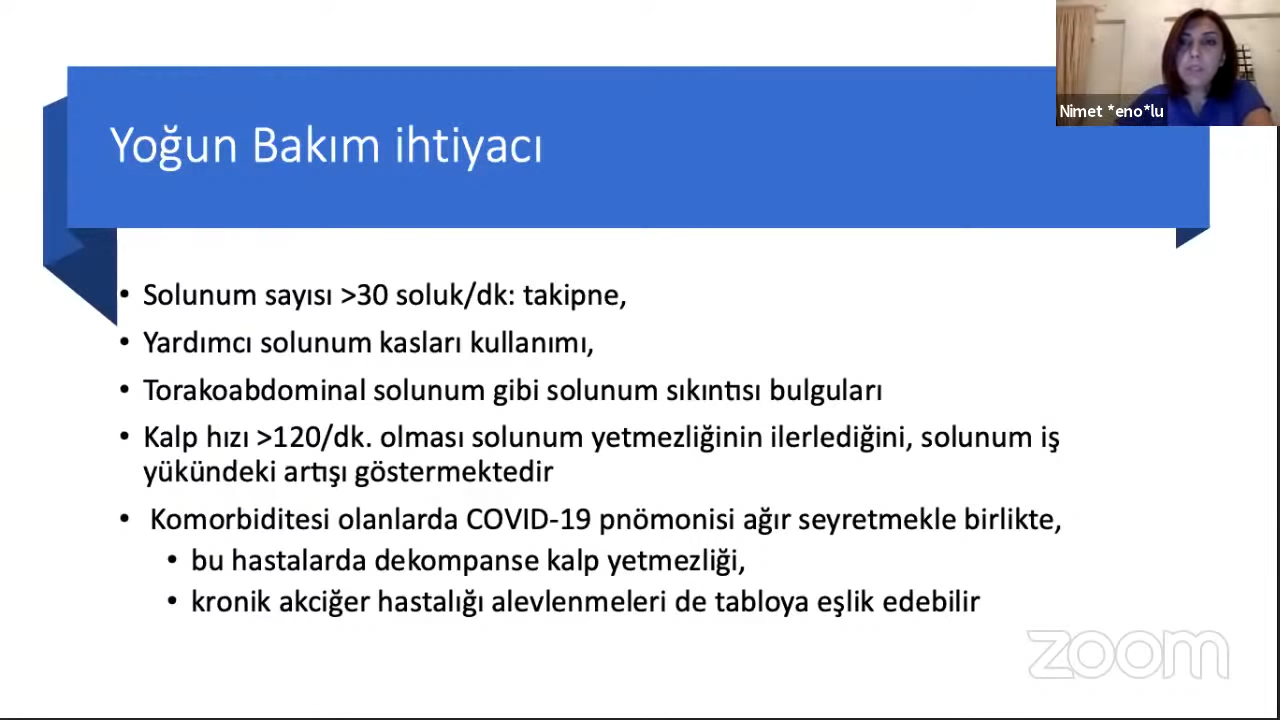 Nimet *eno*lu
Yoğun Bakım ihtiyacı
• Solunum sayısı >30 soluk/dk: takipne,
• Yardımcı solunum kasları kullanımı,
• Torakoabdominal solunum gibi solunum sıkıntısı bulguları
• Kalp hızı >120/dk. olması solunum yetmezliğinin ilerlediğini, solunum iş
yükündeki artışı göstermektedir
• Komorbiditesi olanlarda COVID-19 pnömonisi ağır seyretmekle birlikte,
• bu hastalarda dekompanse kalp yetmezliği,
• kronik akciğer hastalığı alevlenmeleri de tabloya eşlik edebilir
zoom